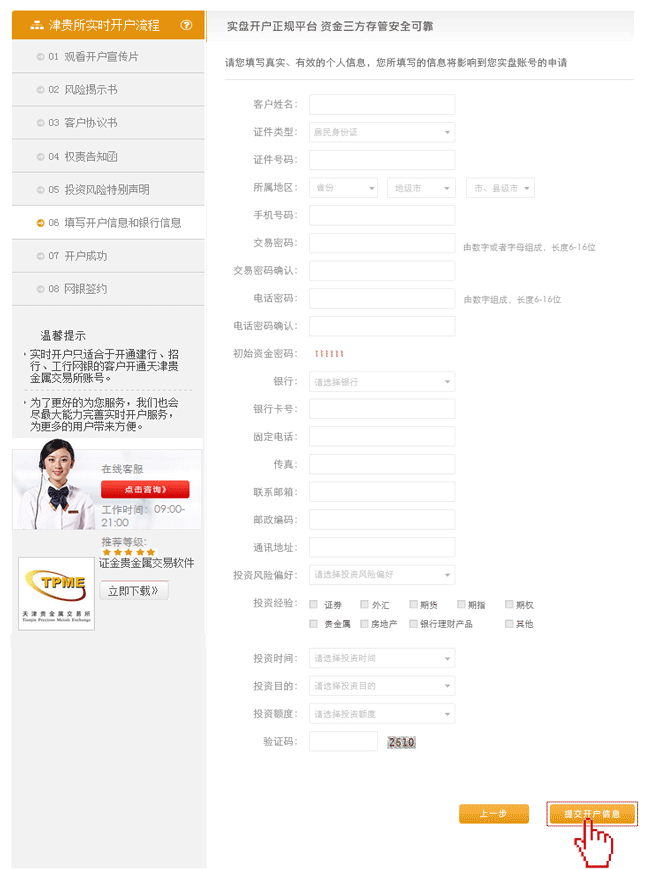 津贵所实时开户流程 ?
01 观看开户宣传片
02 风险揭示书
03 客户协议书
04 权责告知函
05 投资风险特别声明
06 填写开户信息和银行信息
07 开户成功
08 网银签约
温馨提示
实时开户只适合于开通建行、招
行、工行网银的客户开通天津贵
金属交易所账号。
为了更好的为您服务，我们也会
尽最大能力完善实时开户服务，
为更多的用户带来方便。
在线客服
点击咨询》
工作时间：09:00-
21:00
推荐等级：
证金贵金属交易软件
立即下载》
TPME
天津贵金属交易所
Tianjin Precious Metals Exchange
实盘开户正规平台 资金三方存管安全可靠
请您填写真实、有效的个人信息，您所填写的信息将影响到您实盘账号的申请
客户姓名：
证件类型： 居民身份证
证件号码：
所属地区： 省份 地级市 市、县级市
手机号码：
交易密码： 由数字或者字母组成，长度6-16位
交易密码确认：
电话密码： 由数字组成，长度6-16位
电话密码确认：
初始资金密码： 111111
银行： 请选择银行
银行卡号：
固定电话：
传真：
联系邮箱：
邮政编码：
通讯地址：
投资风险偏好： 请选择投资风险偏好
投资经验： 证券 外汇 期货 期指 期权
贵金属 房地产 银行理财产品 其他
投资时间： 请选择投资时间
投资目的： 请选择投资目的
投资额度： 请选择投资额度
验证码： 2610
上一步 提交开户信息